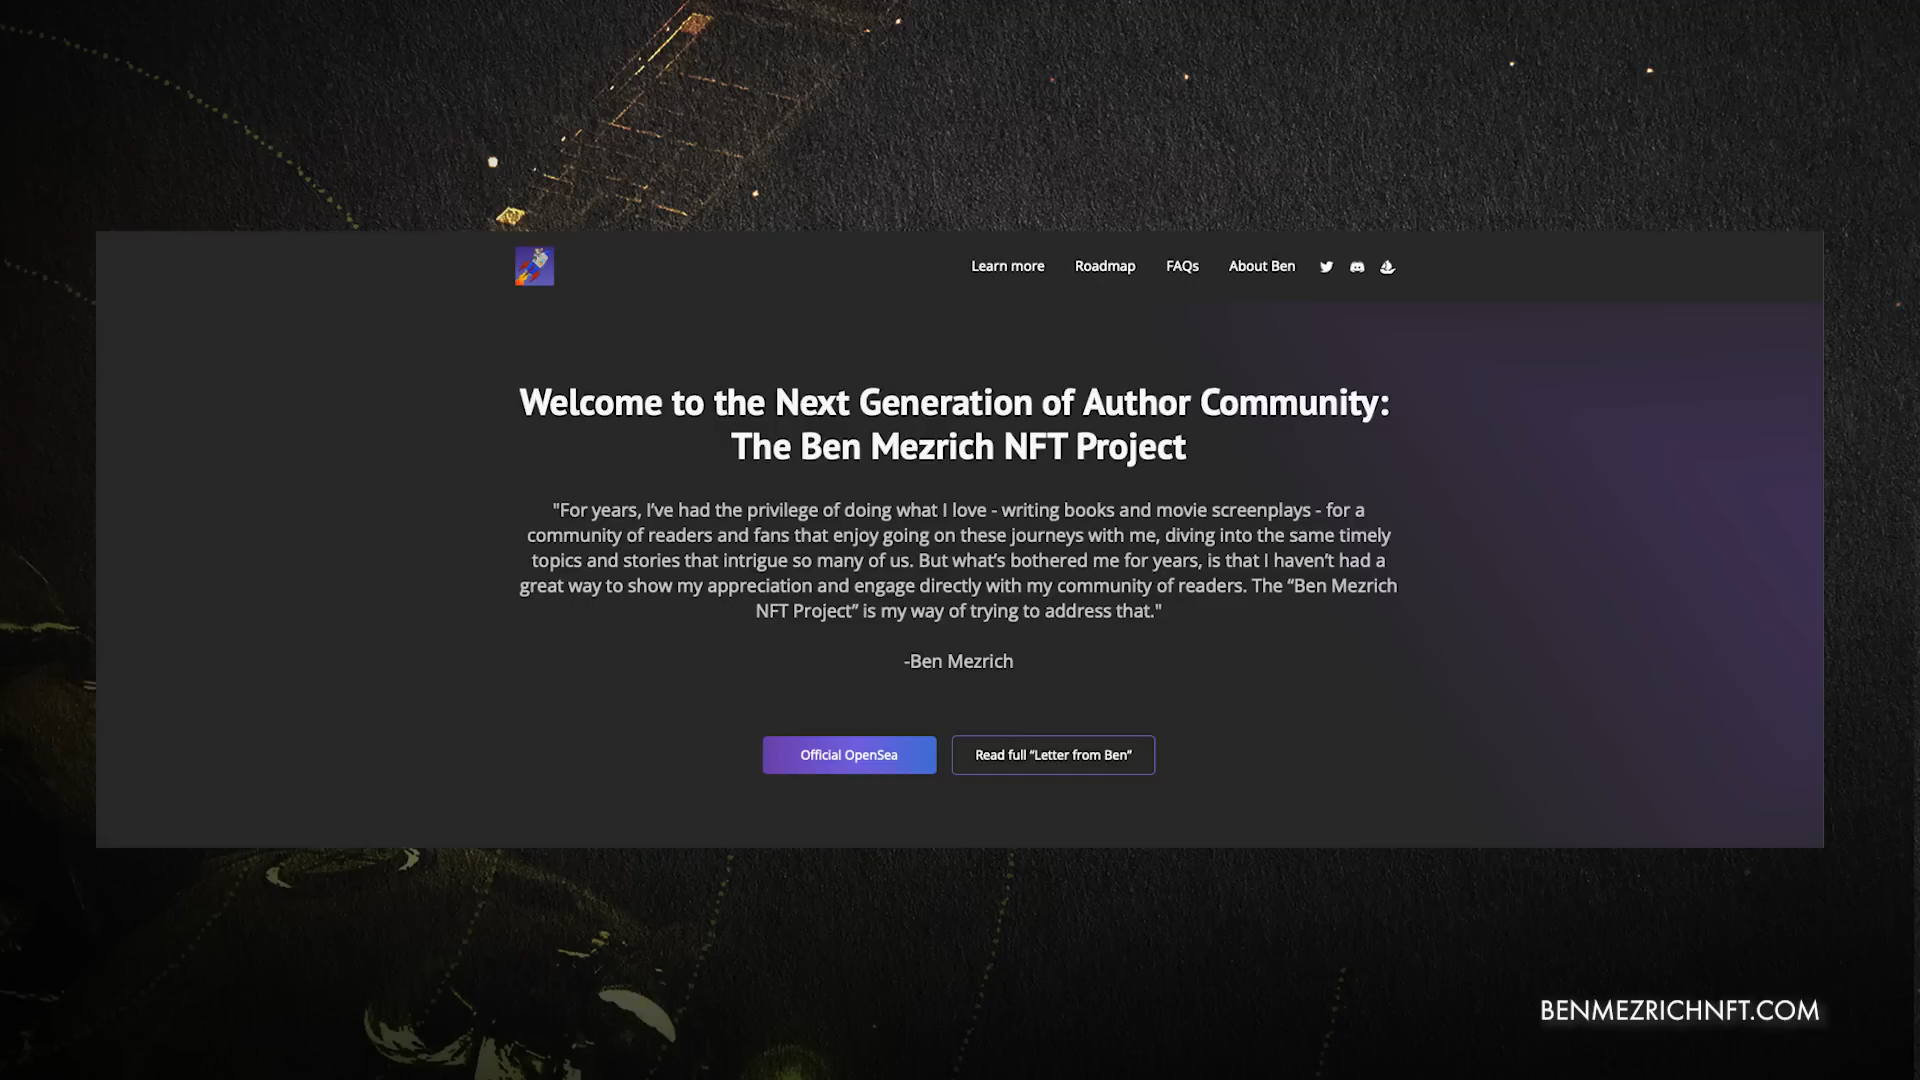 Learn more Roadmap FAQs About Ben
Welcome to the Next Generation of Author Community:
The Ben Mezrich NFT Project
"For years, I’ve had the privilege of doing what I love - writing books and movie screenplays - for a
community of readers and fans that enjoy going on these journeys with me, diving into the same timely
topics and stories that intrigue so many of us. But what’s bothered me for years, is that I haven’t had a
great way to show my appreciation and engage directly with my community of readers. The “Ben Mezrich
NFT Project” is my way of trying to address that."
-Ben Mezrich
Official OpenSea Read full “Letter from Ben”
BENMEZRICHNFT.COM